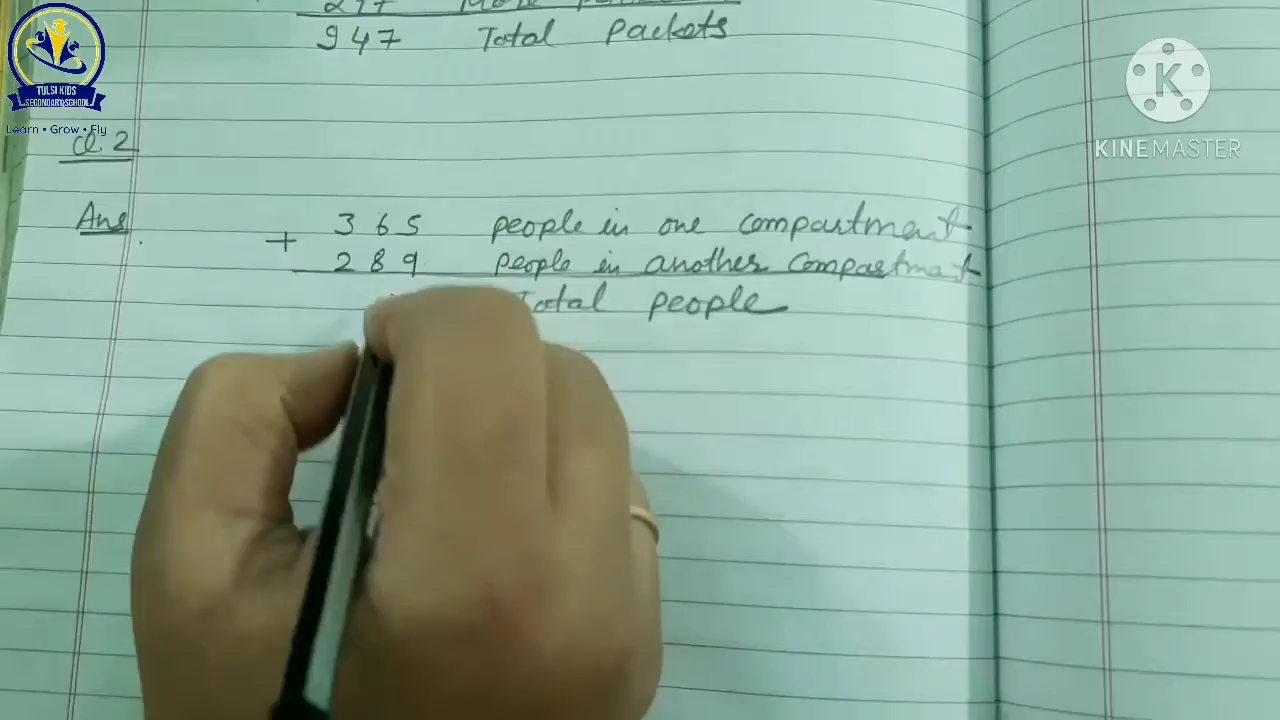 947 Total Packets
TULSI KIDS
SECONDARY SCHOOL
Learn • Grow • Fly
KINEMASTER
Q.2
Ans. 365 people in one compartment
+ 289 people in another compartment
Total people